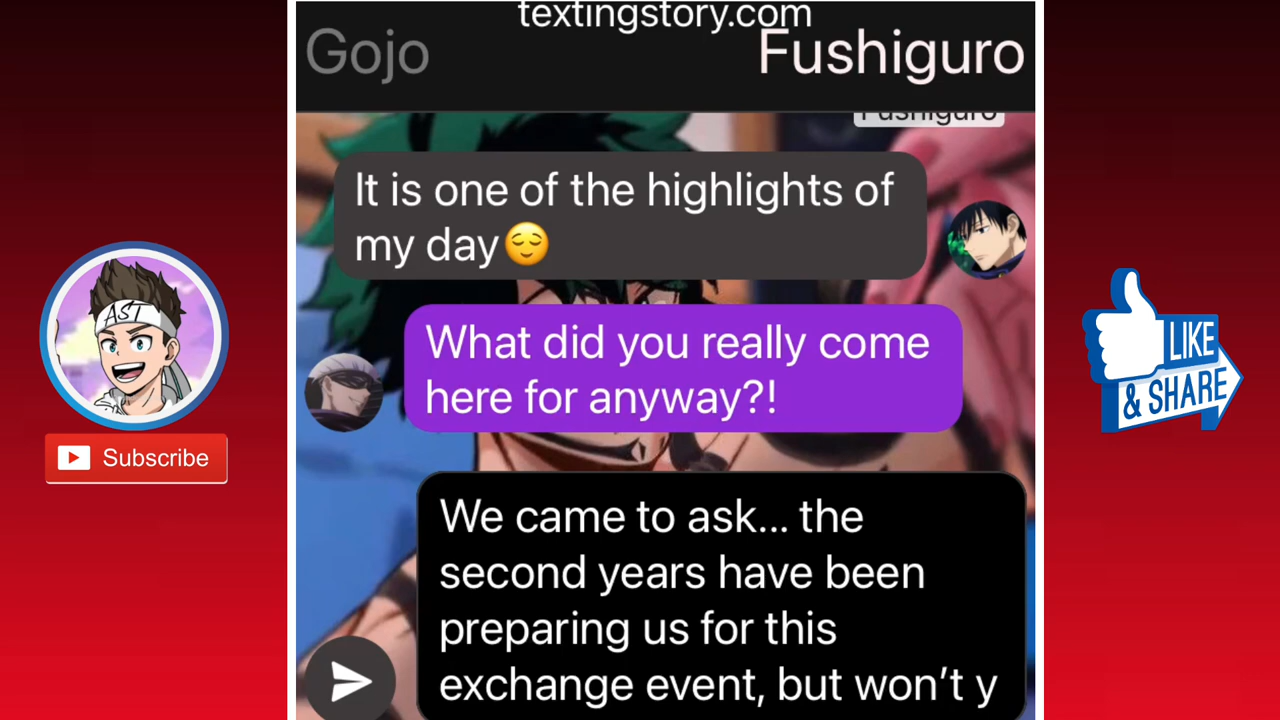 textingstory.com
Gojo
Fushiguro
Fushiguro
It is one of the highlights of
my day😌
What did you really come
here for anyway?!
We came to ask... the
second years have been
preparing us for this
exchange event, but won't y
AST
Subscribe
LIKE
& SHARE